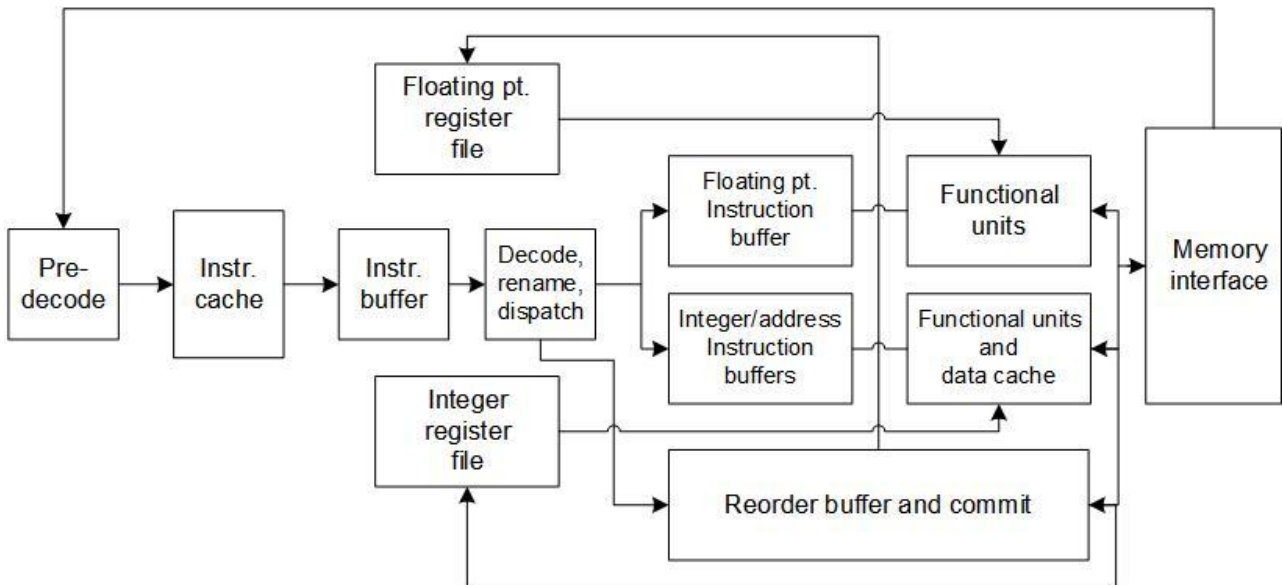 Floating pt.
register
file
Floating pt.
Instruction
buffer
Functional
units
Memory
interface
Pre-
decode
Instr.
cache
Instr.
buffer
Decode,
rename,
dispatch
Integer/address
Instruction
buffers
Functional units
and
data cache
Integer
register
file
Reorder buffer and commit